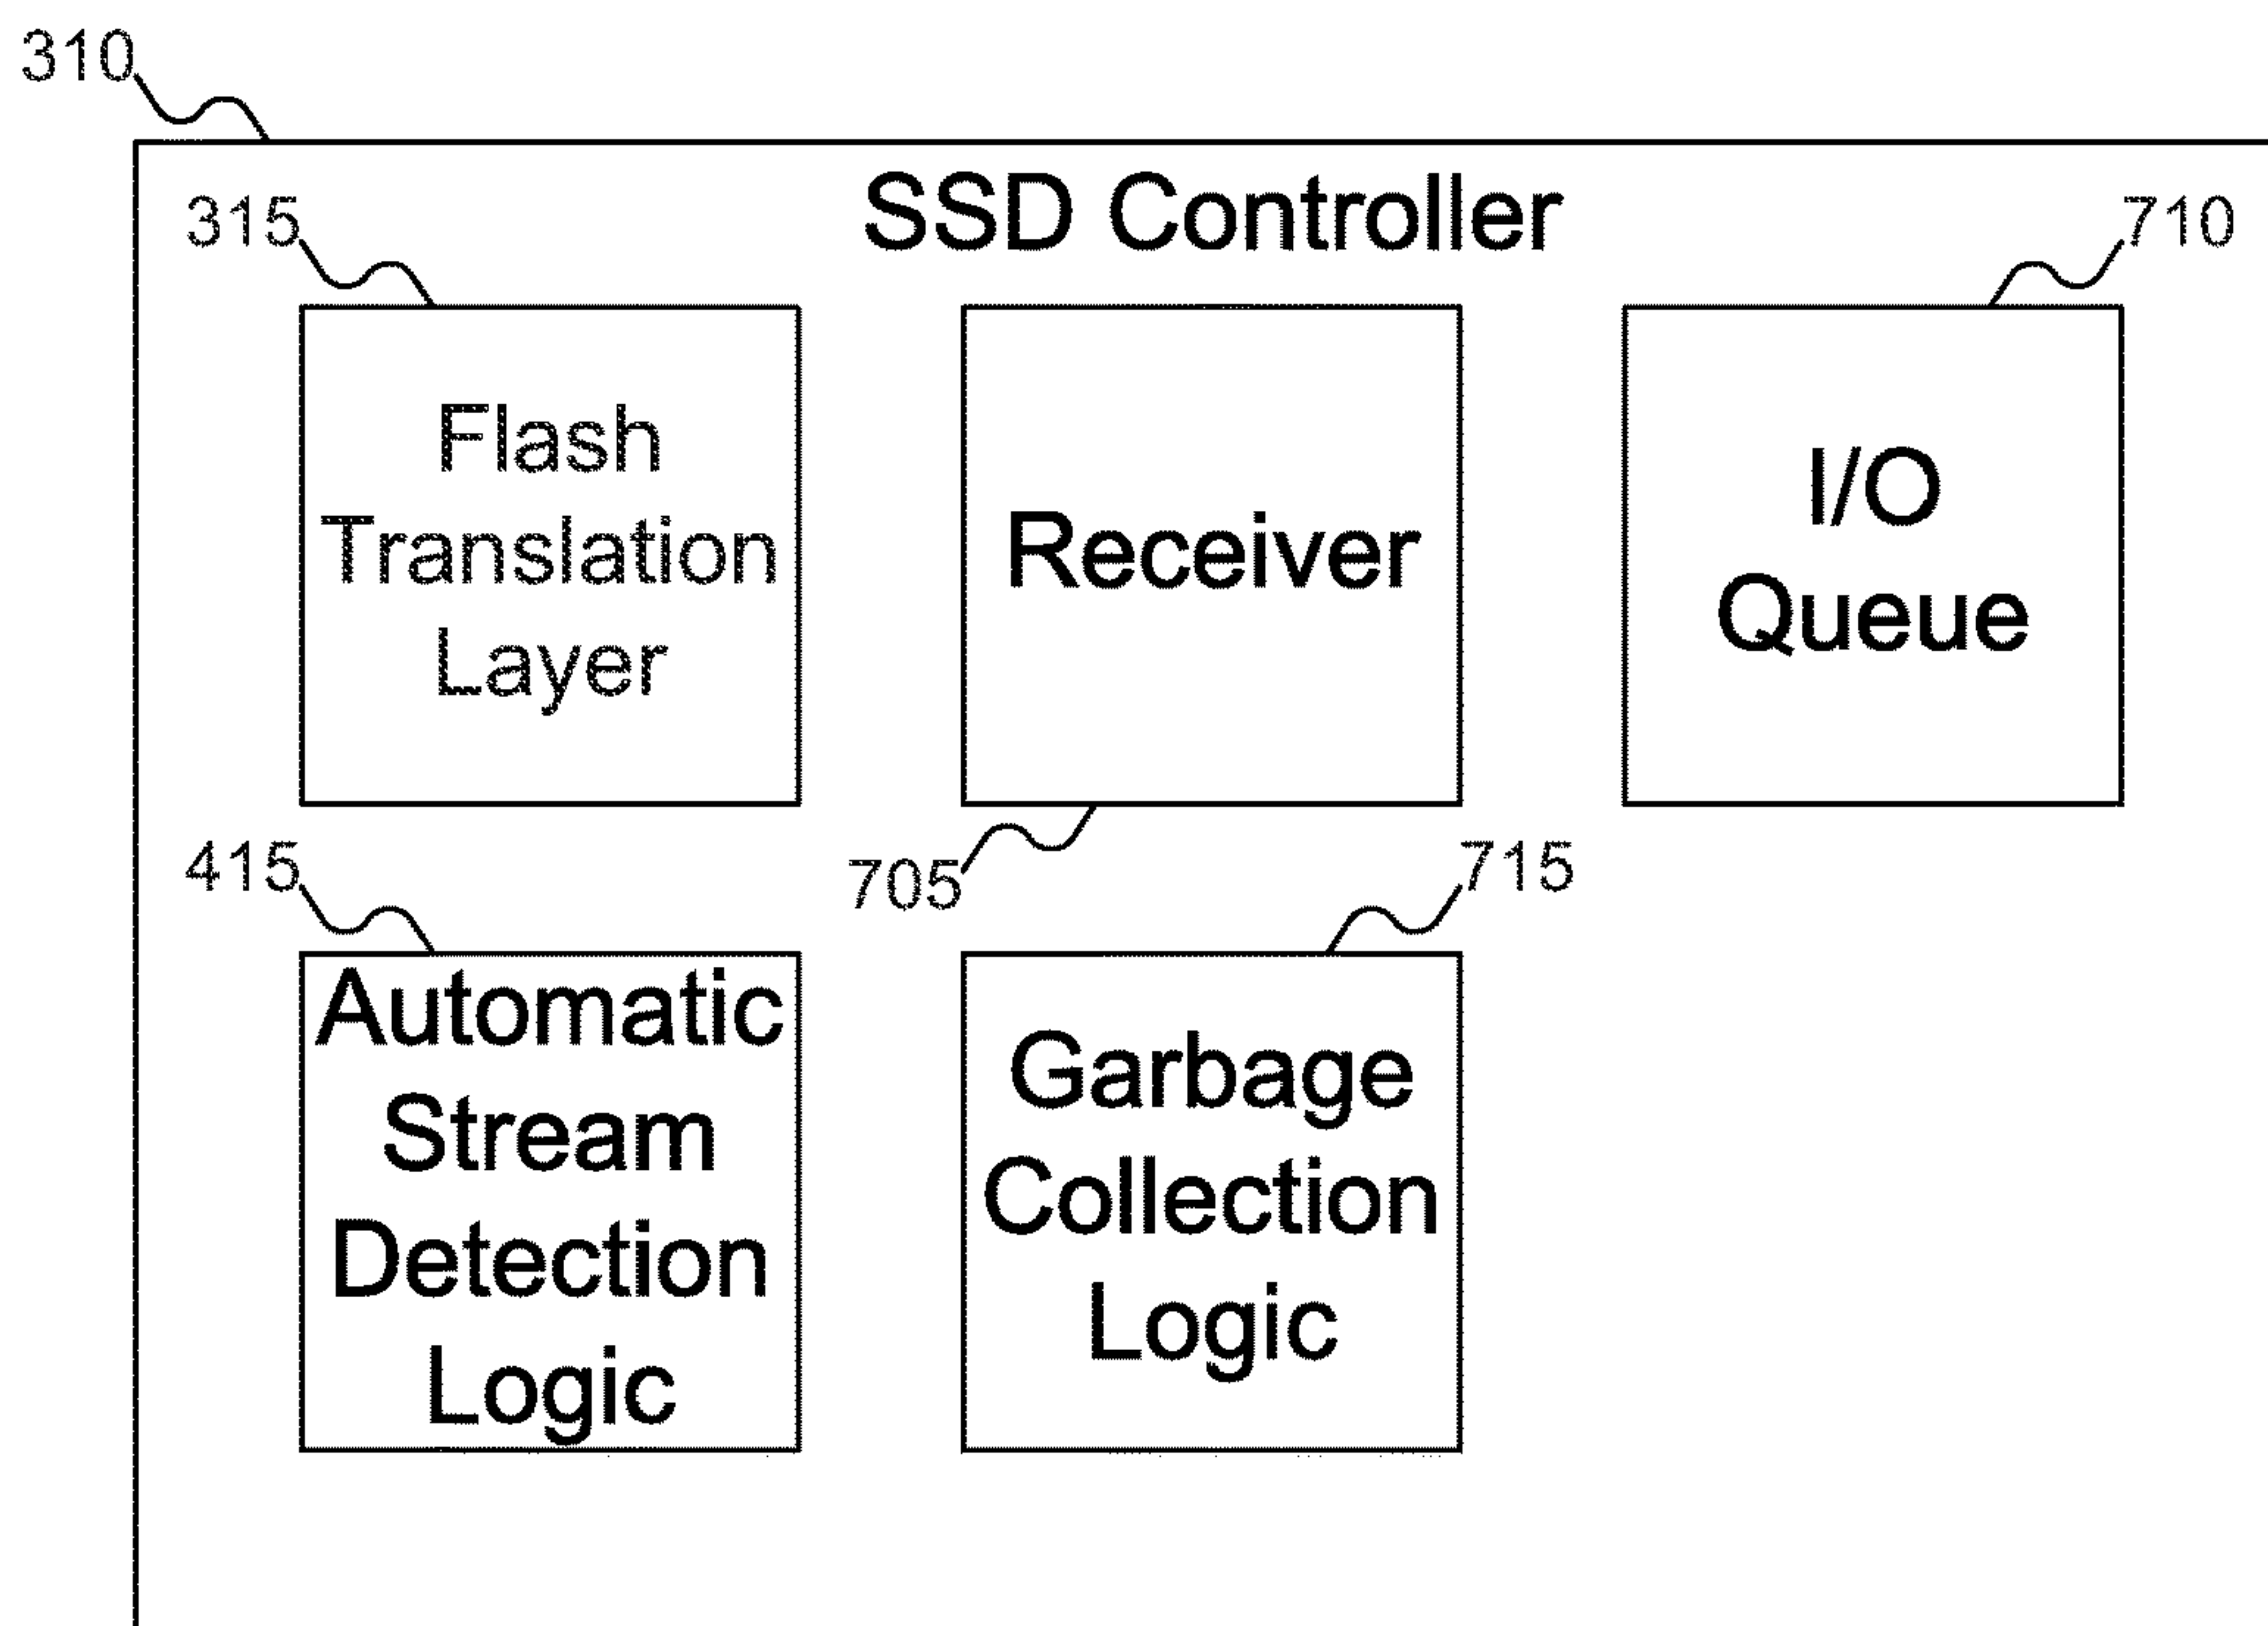 310
SSD Controller
315
710
Flash
Translation
Layer
Receiver
I/O
Queue
415
705
715
Automatic
Stream
Detection
Logic
Garbage
Collection
Logic